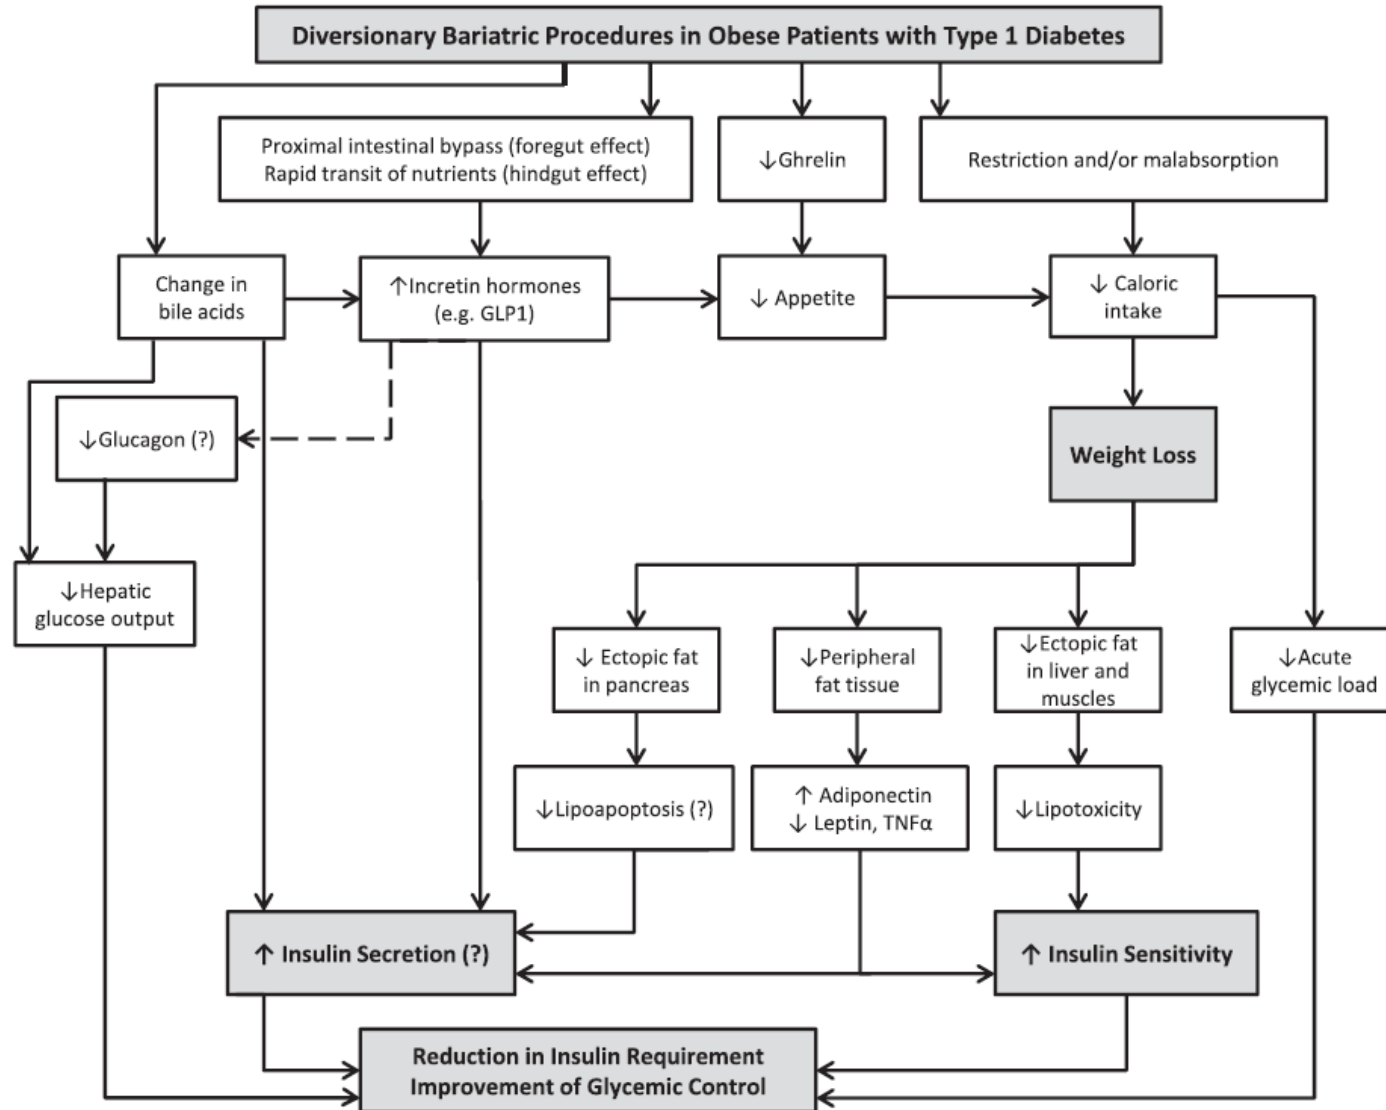 Diversionary Bariatric Procedures in Obese Patients with Type 1 Diabetes
Proximal intestinal bypass (foregut effect)
Rapid transit of nutrients (hindgut effect)
↓Ghrelin
Restriction and/or malabsorption
Change in
bile acids
↑Incretin hormones
(e.g. GLP1)
↓ Appetite
↓ Caloric
intake
↓Glucagon (?)
Weight Loss
↓Hepatic
glucose output
↓ Ectopic fat
in pancreas
↓Peripheral
fat tissue
↓Ectopic fat
in liver and
muscles
↓Acute
glycemic load
↓Lipoapoptosis (?)
↑ Adiponectin
↓ Leptin, TNFα
↓Lipotoxicity
↑ Insulin Secretion (?)
↑ Insulin Sensitivity
Reduction in Insulin Requirement
Improvement of Glycemic Control